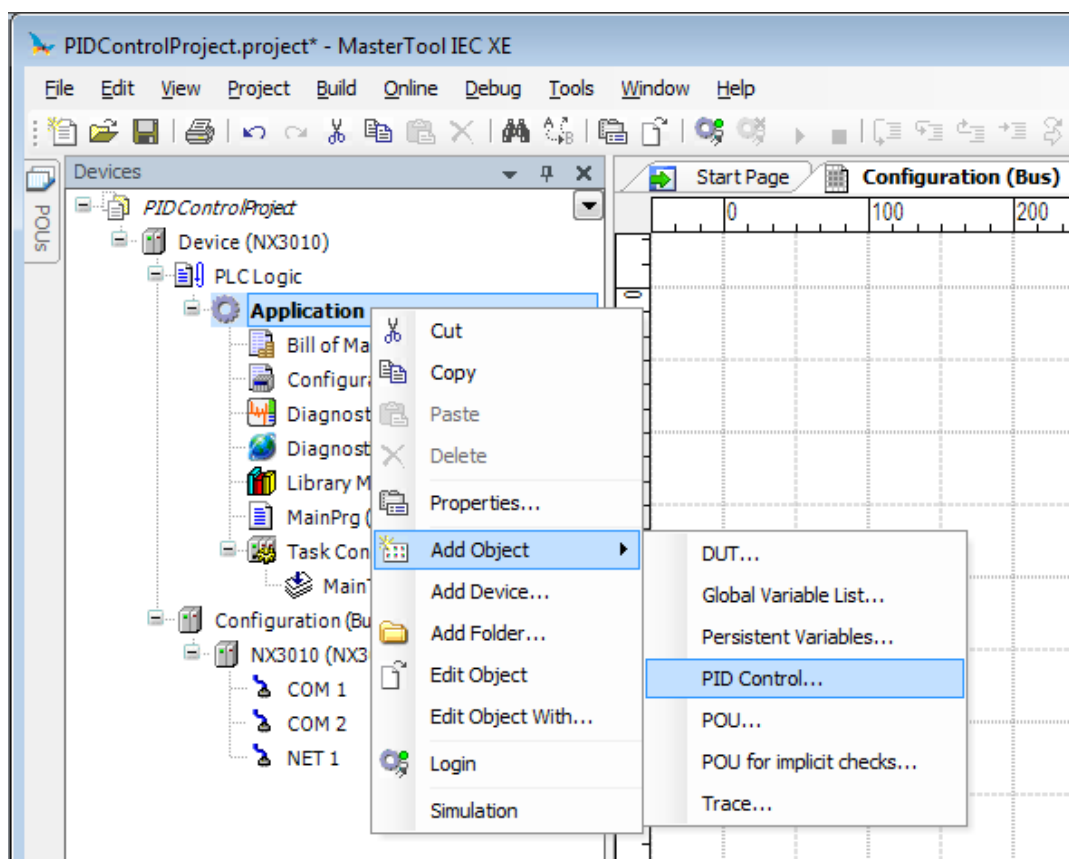 PIDControlProject.project* - MasterTool IEC XE
File Edit View Project Build Online Debug Tools Window Help
Devices
POUs
Start Page
Configuration (Bus)
0 100 200
0
PIDControlProject
Device (NX3010)
PLC Logic
Application
Bill of Ma
Configura
Diagnost
Diagnost
Library M
MainPrg (
Task Con
MainT
Configuration (Bu
NX3010 (NX3
COM 1
COM 2
NET 1
Cut
Copy
Paste
Delete
Properties...
Add Object
Add Device...
Add Folder...
Edit Object
Edit Object With...
Login
Simulation
DUT...
Global Variable List...
Persistent Variables...
PID Control...
POU...
POU for implicit checks...
Trace...